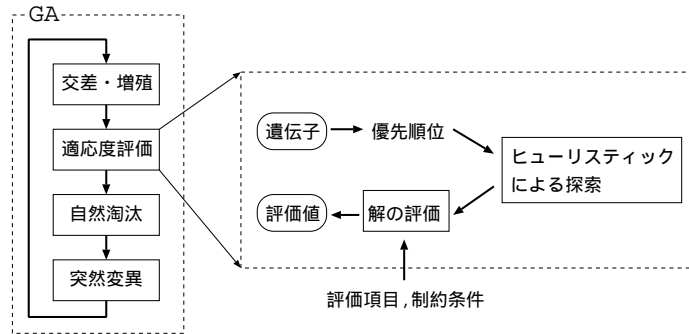 GA
交差・増殖
適応度評価
自然淘汰
突然変異
遺伝子
優先順位
ヒューリスティック
による探索
評価値
解の評価
評価項目,制約条件